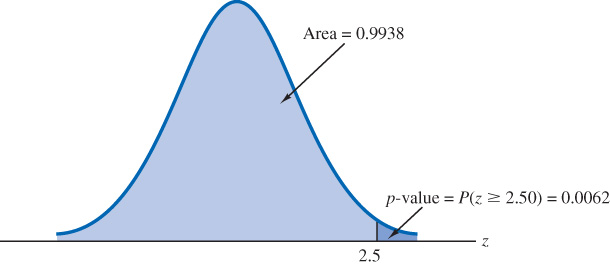 Area = 0.9938
p-value = P(z ≥ 2.50) = 0.0062
z
2.5